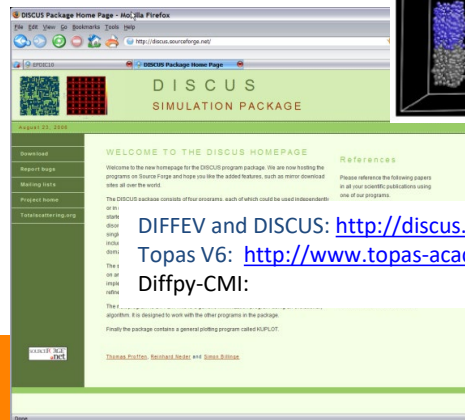 DISCUS Package Home Page - Mozilla Firefox
File Edit View Go Bookmarks Tools Help
http://discus.sourceforge.net/
EPDIC10
DISCUS Package Home Page
DISCUS
SIMULATION PACKAGE
August 23, 2005
Download
Report bugs
Mailing lists
Project home
Totalscattering.org
WELCOME TO THE DISCUS HOMEPAGE
Welcome to the new homepage for the DISCUS program package. We are now hosting the
programs on Source Forge and hope you like the added features, such as mirror download
sites all over the world.
The DISCUS package consists of four programs, each of which could be used independently
References
Please reference the following papers
in all your scientific publications using
one of our programs.
DIFFEV and DISCUS: http://discus.
Topas V6: http://www.topas-acad
Diffpy-CMI:
algorithm. It is designed to work with the other programs in the package.
Finally the package contains a general plotting program called KUPLOT.
Thomas Proffen, Reinhard Neder and Simon Billinge
SOURCEFORGE
.net
Done